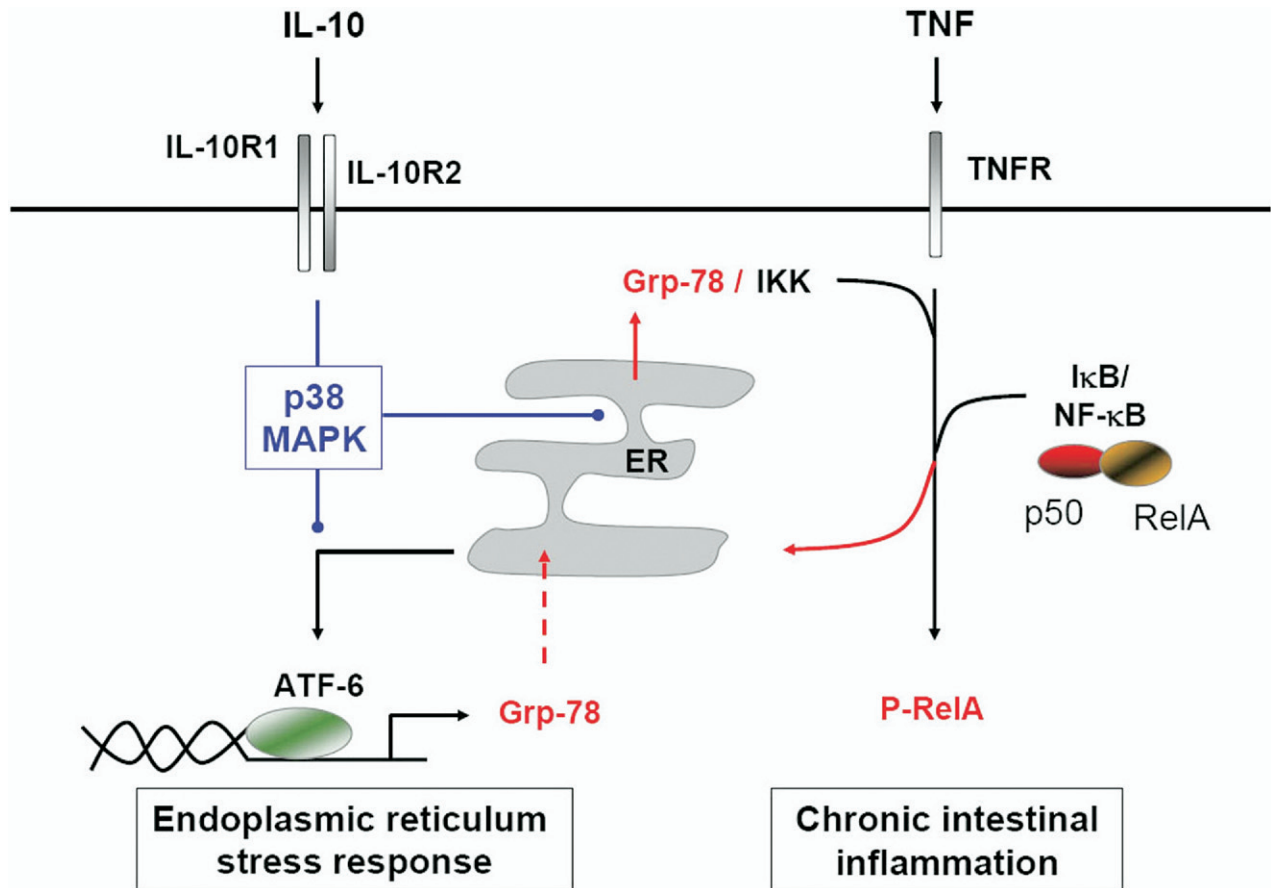 IL-10
TNF
IL-10R1
IL-10R2
TNFR
Grp-78 / IKK
p38
MAPK
IκB/
NF-κB
ER
p50
RelA
ATF-6
Grp-78
P-RelA
Endoplasmic reticulum
stress response
Chronic intestinal
inflammation